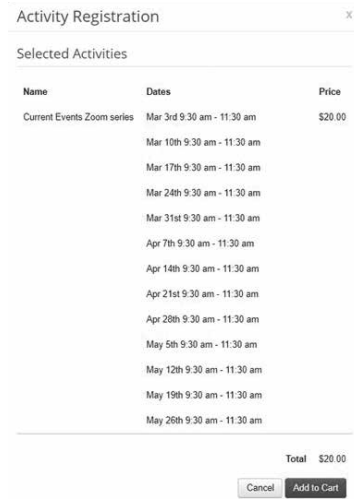 Activity Registration x
Selected Activities
Name Dates Price
Current Events Zoom series Mar 3rd 9:30 am - 11:30 am $20.00
Mar 10th 9:30 am - 11:30 am
Mar 17th 9:30 am - 11:30 am
Mar 24th 9:30 am - 11:30 am
Mar 31st 9:30 am - 11:30 am
Apr 7th 9:30 am - 11:30 am
Apr 14th 9:30 am - 11:30 am
Apr 21st 9:30 am - 11:30 am
Apr 28th 9:30 am - 11:30 am
May 5th 9:30 am - 11:30 am
May 12th 9:30 am - 11:30 am
May 19th 9:30 am - 11:30 am
May 26th 9:30 am - 11:30 am
Total $20.00
Cancel Add to Cart